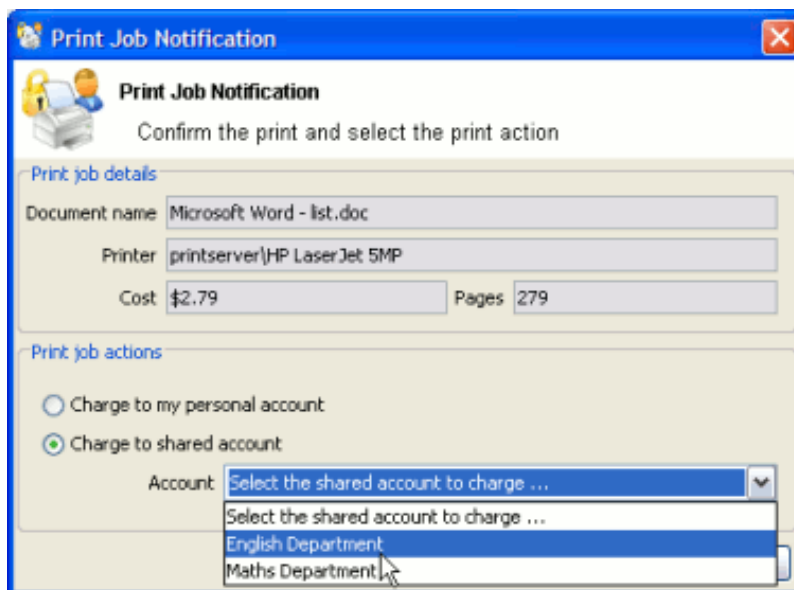 Print Job Notification
Print Job Notification
Confirm the print and select the print action
Print job details
Document name Microsoft Word - list.doc
Printer printserver\HP LaserJet 5MP
Cost $2.79 Pages 279
Print job actions
Charge to my personal account
Charge to shared account
Account Select the shared account to charge ...
Select the shared account to charge ...
English Department
Maths Department